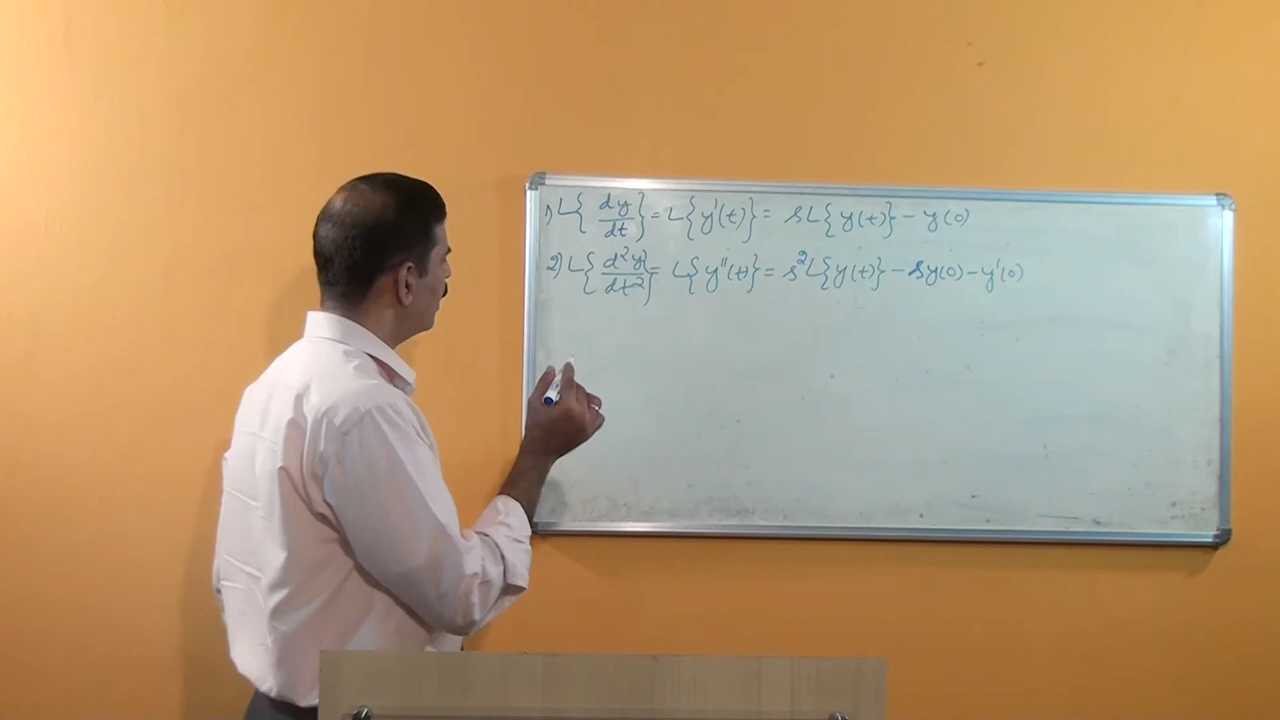 1) L{dy/dt} = L{y'(t)} = sL{y(t)} - y(0)
2) L{d²y/dt²} = L{y''(t)} = s²L{y(t)} - sy(0) - y'(0)